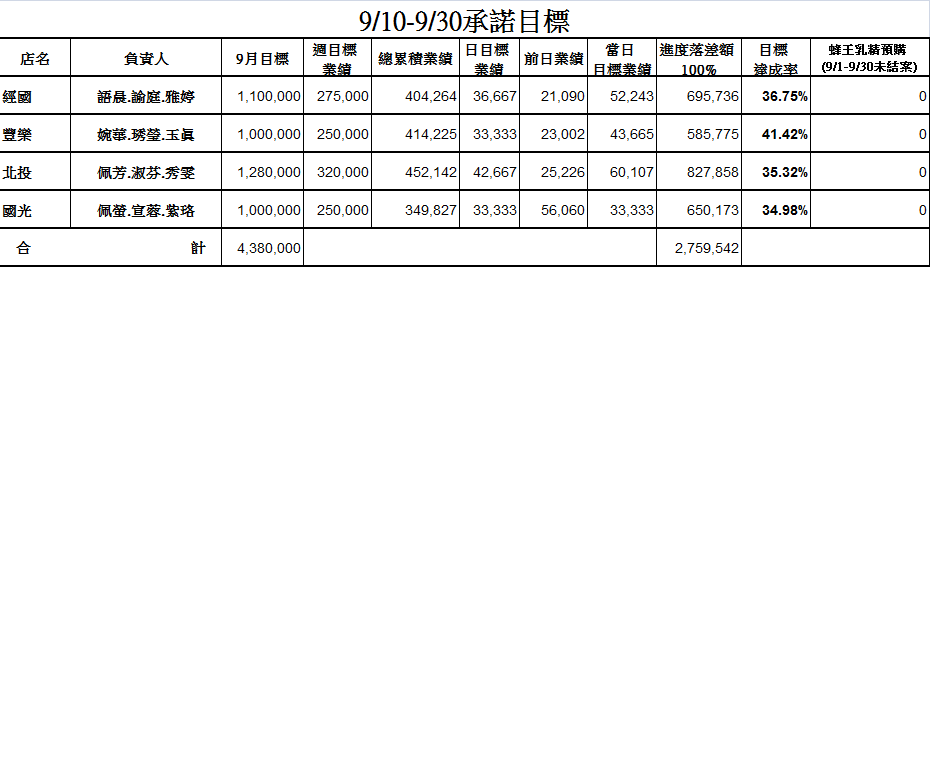 9/10-9/30承諾目標
店名 負責人 9月目標 週目標業績 總累積業績 日目標業績 前日業績 當日目標業績 進度落差額100% 目標達成率 蜂王乳精預購(9/1-9/30未結案)
經國 語晨.諭庭.雅婷 1,100,000 275,000 404,264 36,667 21,090 52,243 695,736 36.75% 0
豐樂 婉華.琇瑩.玉真 1,000,000 250,000 414,225 33,333 23,002 43,665 585,775 41.42% 0
北投 佩芳.淑芬.秀雯 1,280,000 320,000 452,142 42,667 25,226 60,107 827,858 35.32% 0
國光 佩螢.宣蓉.紫珞 1,000,000 250,000 349,827 33,333 56,060 33,333 650,173 34.98% 0
合 計 4,380,000 2,759,542